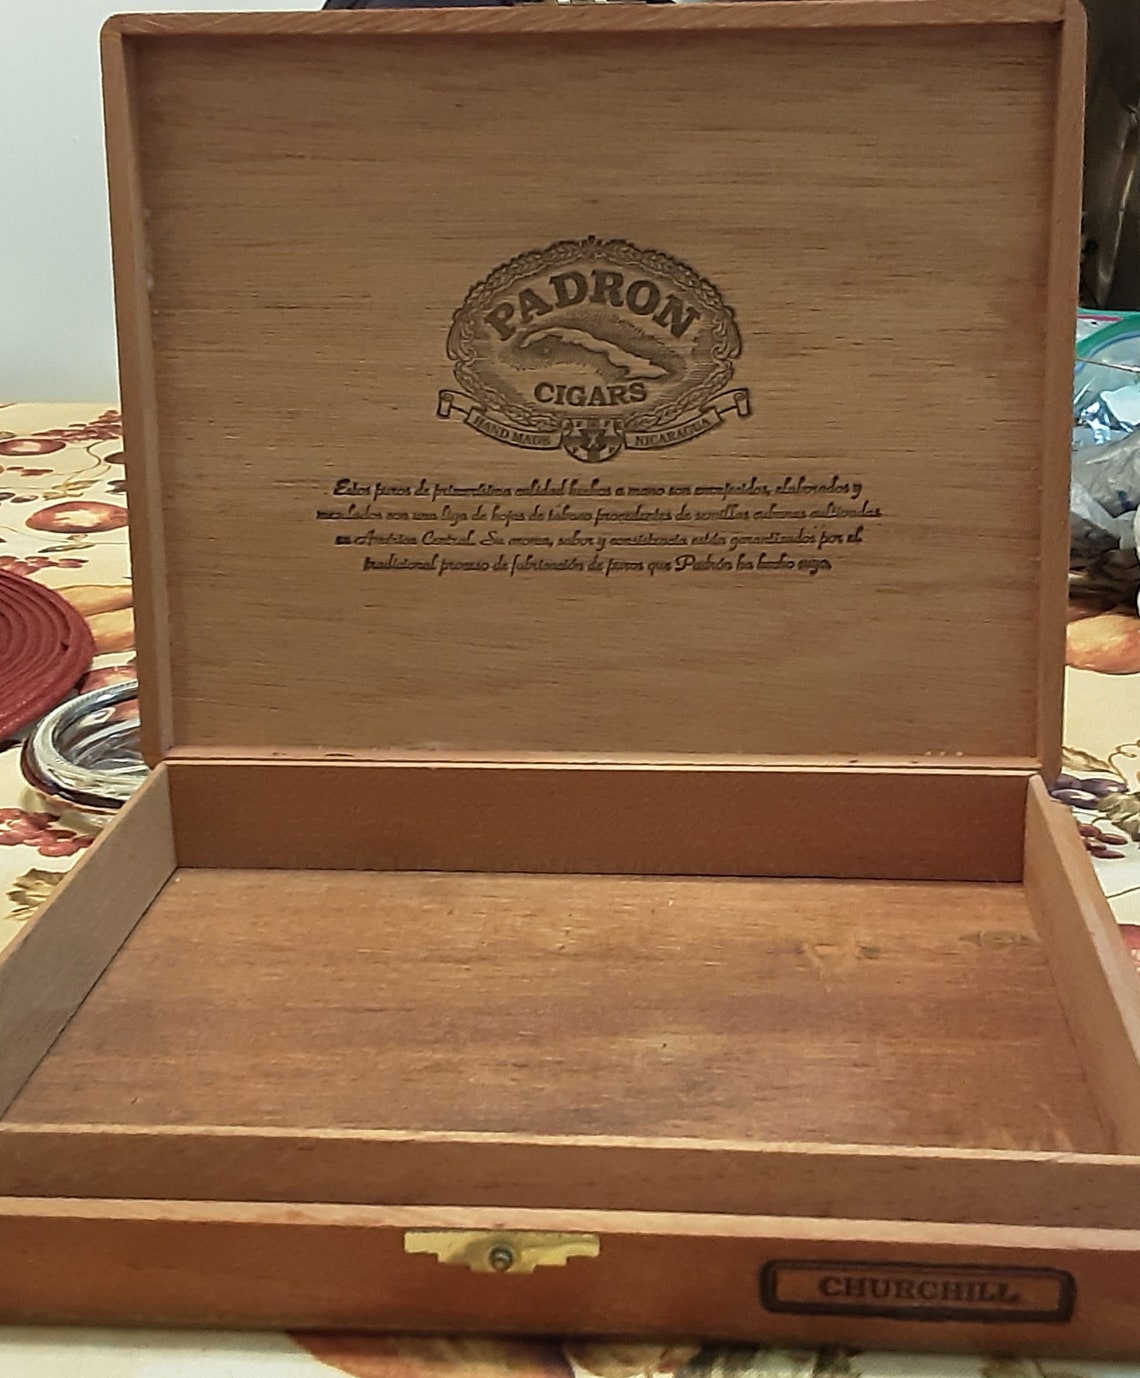 PADRON
CIGARS
HAND MADE NICARAGUA
Estos puros de primerísima calidad hechos a mano son escojidos, elaborados y
mezclados con una liga de hojas de tabaco procedentes de semillas cubanas cultivadas
en América Central. Su aroma, sabor y consistencia están garantizados por el
tradicional proceso de fabricación de puros que Padrón ha hecho suyo.
CHURCHILL